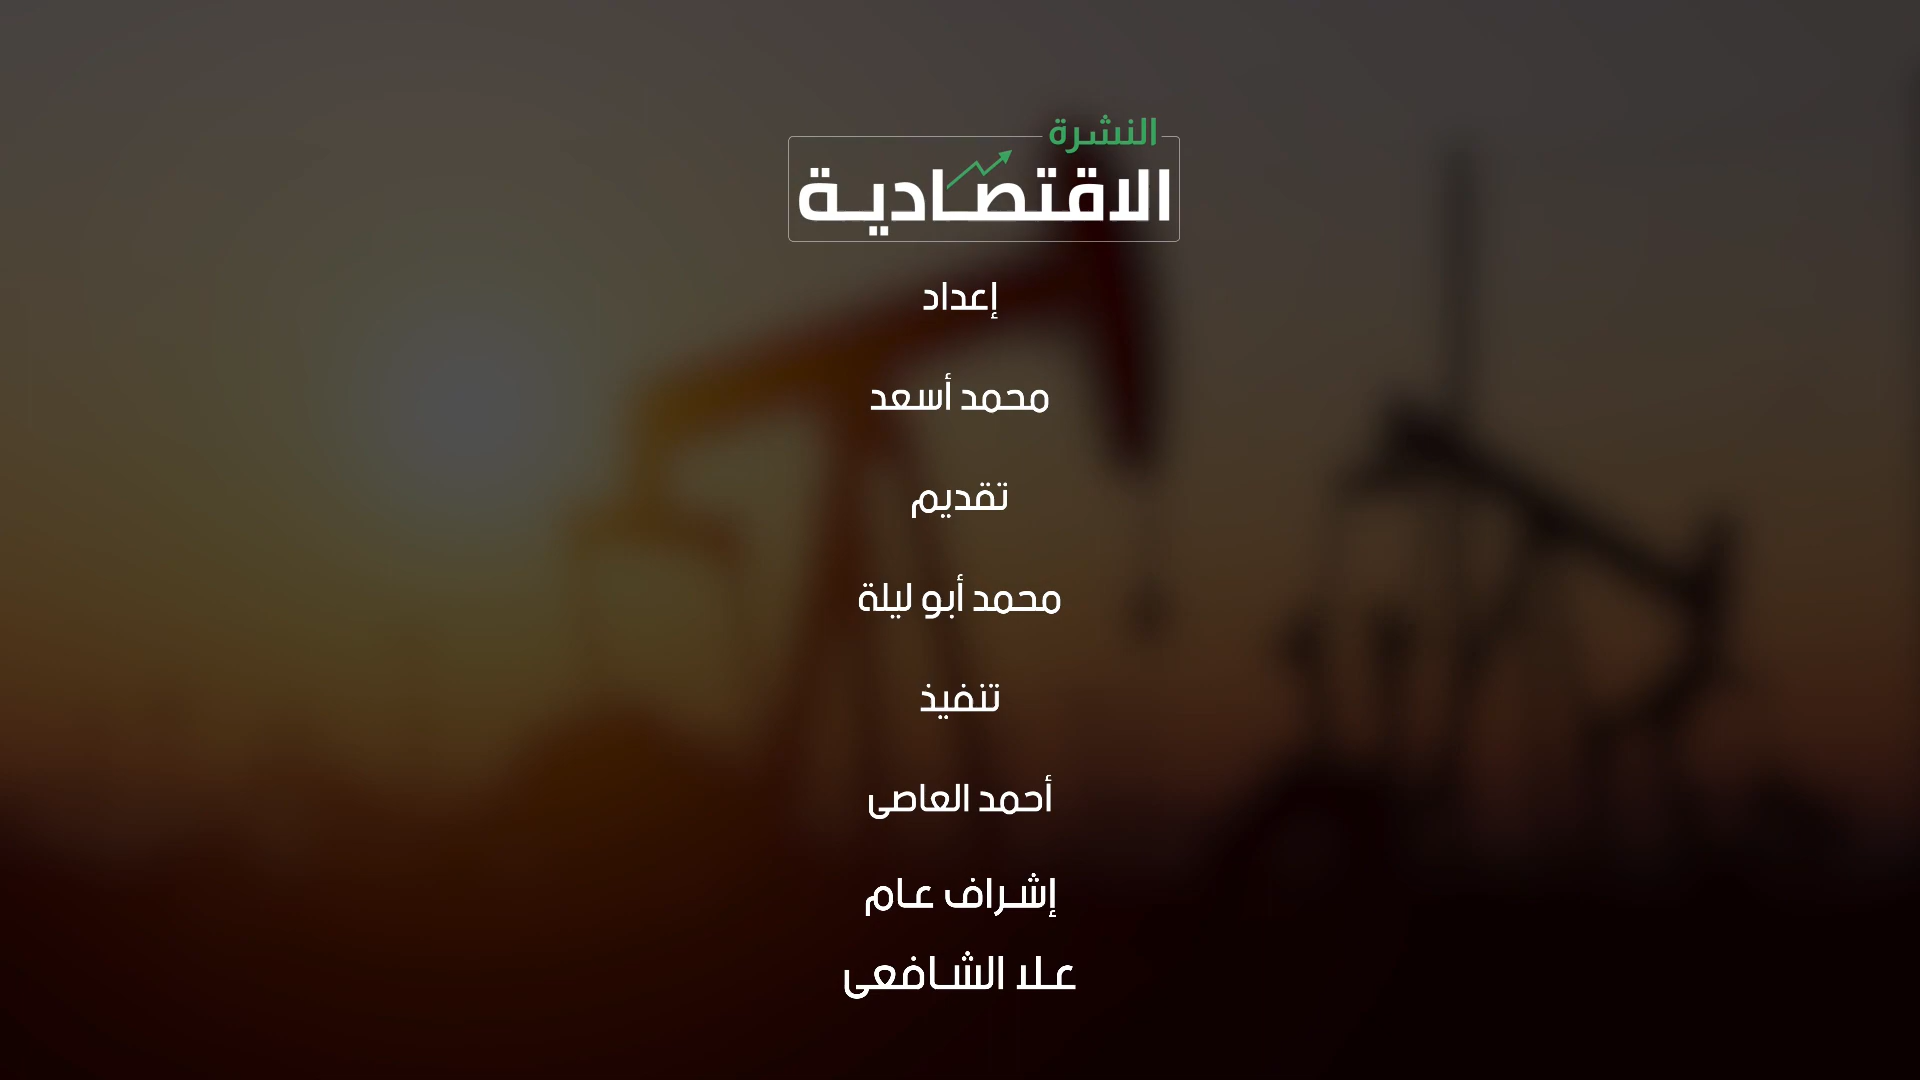 النشرة
الاقتصادية
إعداد
محمد أسعد
تقديم
محمد أبو ليلة
تنفيذ
أحمد العاصى
إشراف عام
علا الشافعى